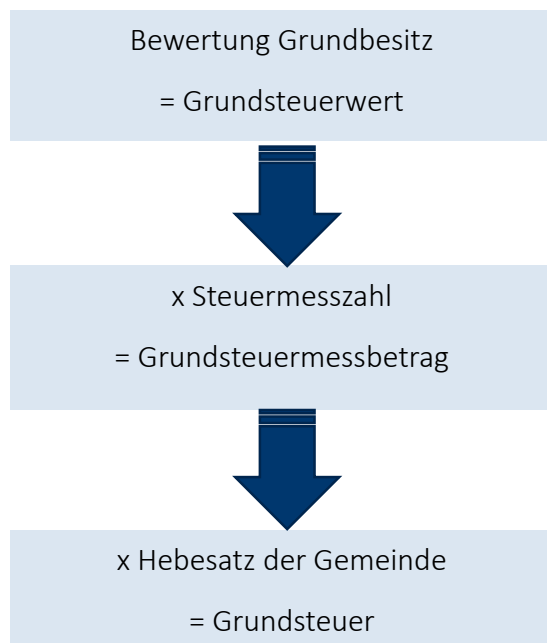 Bewertung Grundbesitz
= Grundsteuerwert
x Steuermesszahl
= Grundsteuermessbetrag
x Hebesatz der Gemeinde
= Grundsteuer